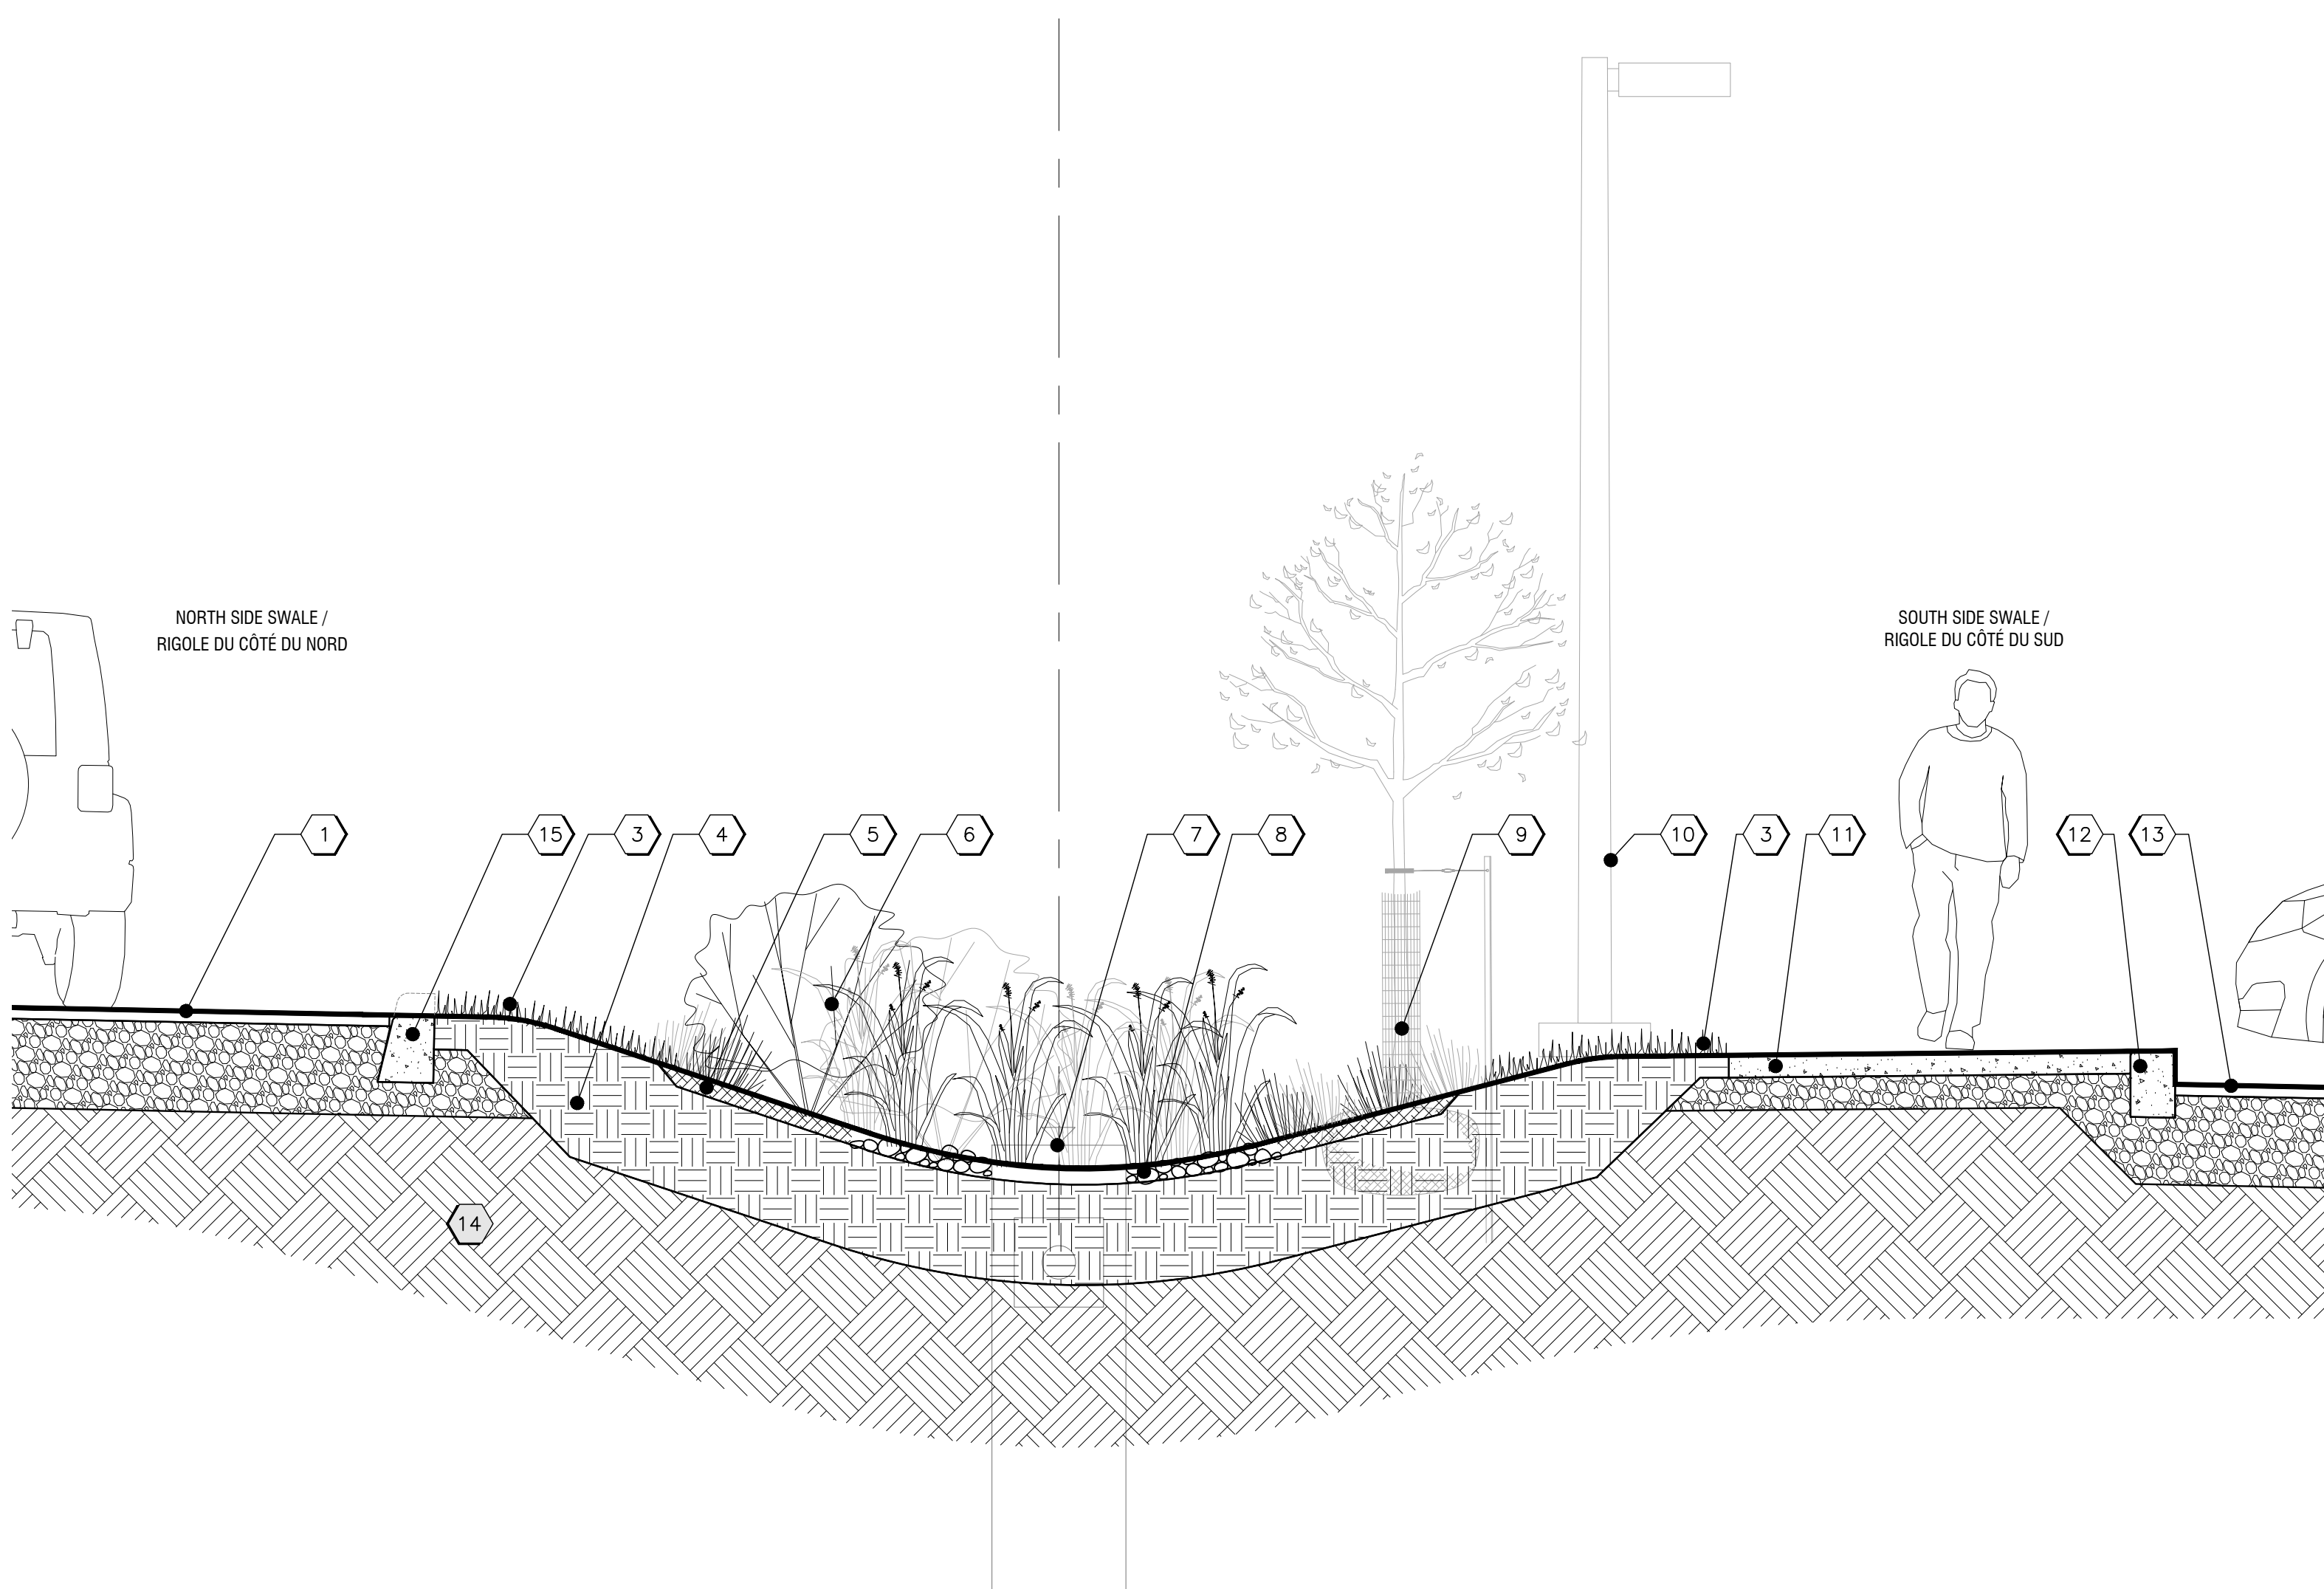 NORTH SIDE SWALE /
RIGOLE DU CÔTÉ DU NORD
SOUTH SIDE SWALE /
RIGOLE DU CÔTÉ DU SUD
1 15 3 4 5 6 7 8 9 10 3 11 12 13
14